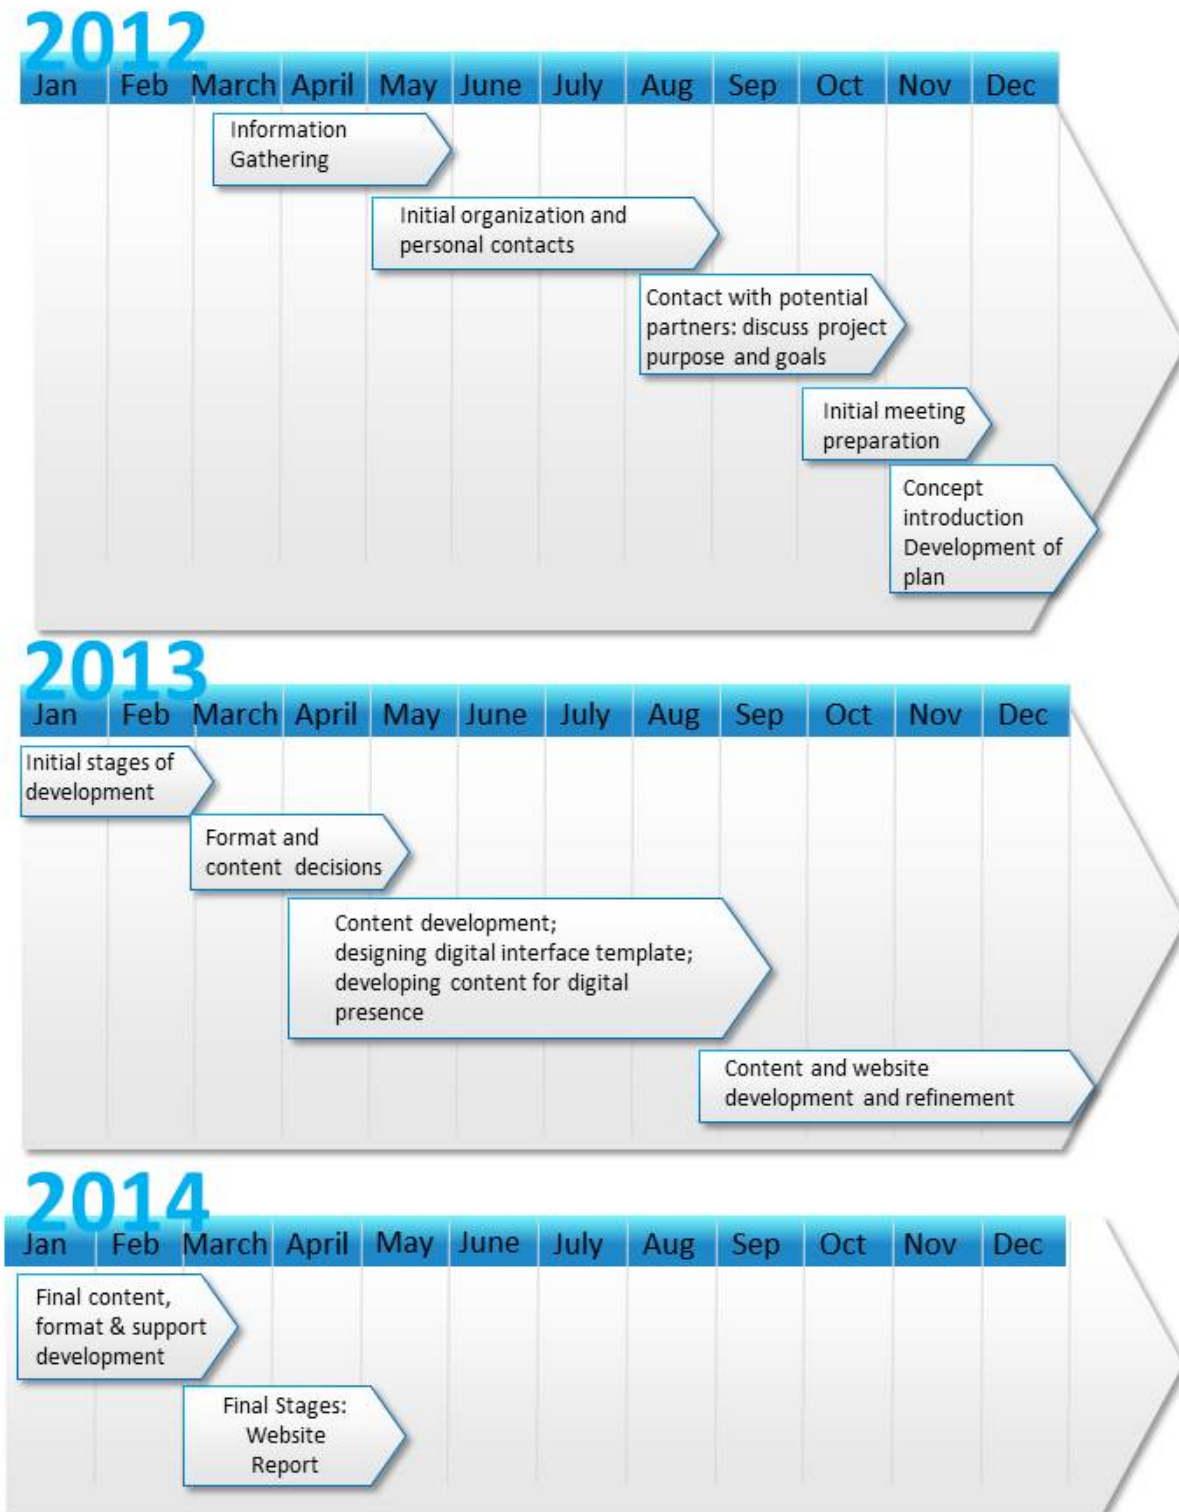 2012
Jan Feb March April May June July Aug Sep Oct Nov Dec
Information
Gathering
Initial organization and
personal contacts
Contact with potential
partners: discuss project
purpose and goals
Initial meeting
preparation
Concept
introduction
Development of
plan
2013
Jan Feb March April May June July Aug Sep Oct Nov Dec
Initial stages of
development
Format and
content decisions
Content development;
designing digital interface template;
developing content for digital
presence
Content and website
development and refinement
2014
Jan Feb March April May June July Aug Sep Oct Nov Dec
Final content,
format & support
development
Final Stages:
Website
Report